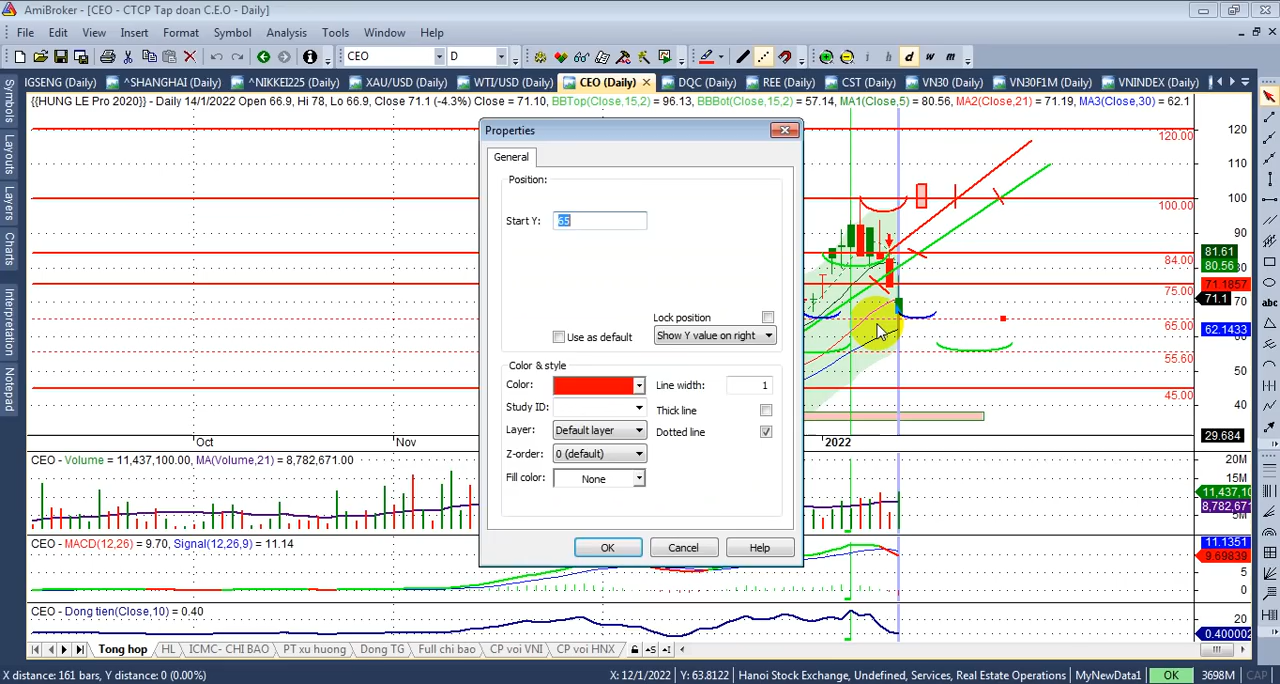 AmiBroker - [CEO - CTCP Tap doan C.E.O - Daily]
File Edit View Insert Format Symbol Analysis Tools Window Help
CEO D i h d w m
IGSENG (Daily) ^SHANGHAI (Daily) ^NIKKEI225 (Daily) XAU/USD (Daily) WTI/USD (Daily) CEO (Daily) DQC (Daily) REE (Daily) CST (Daily) VN30 (Daily) VN30F1M (Daily) VNINDEX (Daily)
{{HUNG LE Pro 2020}} - Daily 14/1/2022 Open 66.9, Hi 78, Lo 66.9, Close 71.1 (-4.3%) Close = 71.10, BBTop(Close,15,2) = 96.13, BBBot(Close,15,2) = 57.14, MA1(Close,5) = 80.56, MA2(Close,21) = 71.19, MA3(Close,30) = 62.1
Symbols
Layouts
Layers
Charts
Interpretation
Notepad
Properties
General
Position:
Start Y: 65
Lock position
Use as default Show Y value on right
Color & style
Color: Line width: 1
Study ID: Thick line
Layer: Default layer Dotted line
Z-order: 0 (default)
Fill color: None
OK Cancel Help
120.00
100.00
84.00
75.00
65.00
55.60
45.00
120
110
100
90
80
70
60
50
40
81.61
80.56
71.1857
71.1
62.1433
29.684
abc
Oct Nov 2022
CEO - Volume = 11,437,100.00, MA(Volume,21) = 8,782,671.00
20M
15M
11,437,10
8,782,671
5M
CEO - MACD(12,26) = 9.70, Signal(12,26,9) = 11.14
11.1351
9.69839
5
0
CEO - Dong tien(Close,10) = 0.40
20
0.400002
Tong hop HL ICMC- CHI BAO PT xu huong Dong TG Full chi bao CP voi VNI CP voi HNX
X distance: 161 bars, Y distance: 0 (0.00%) X: 12/1/2022 Y: 63.8122 Hanoi Stock Exchange, Undefined, Services, Real Estate Operations MyNewData1 OK 3698M CAP